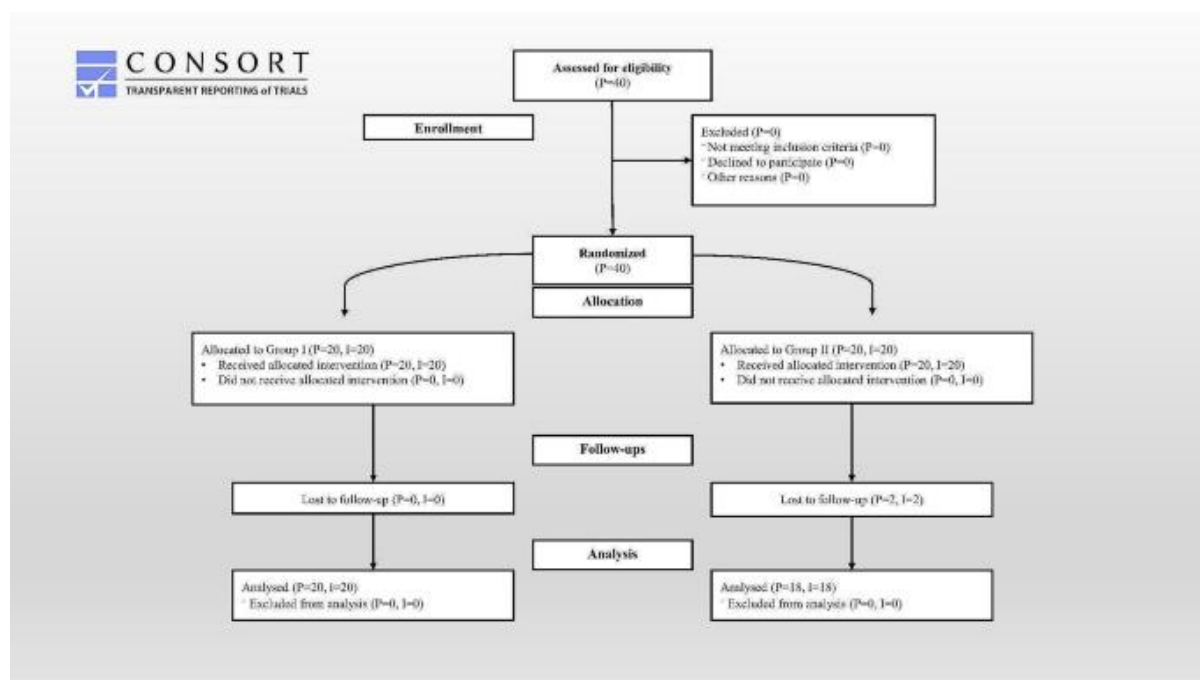 CONSORT
TRANSPARENT REPORTING of TRIALS
Assessed for eligibility
(P=40)
Enrollment
Excluded (P=0)
Not meeting inclusion criteria (P=0)
Declined to participate (P=0)
Other reasons (P=0)
Randomized
(P=40)
Allocation
Allocated to Group I (P=20, I=20)
• Received allocated intervention (P=20, I=20)
• Did not receive allocated intervention (P=0, I=0)
Allocated to Group II (P=20, I=20)
• Received allocated intervention (P=20, I=20)
• Did not receive allocated intervention (P=0, I=0)
Follow-ups
Lost to follow-up (P=0, I=0)
Lost to follow-up (P=2, I=2)
Analysis
Analysed (P=20, I=20)
Excluded from analysis (P=0, I=0)
Analysed (P=18, I=18)
Excluded from analysis (P=0, I=0)